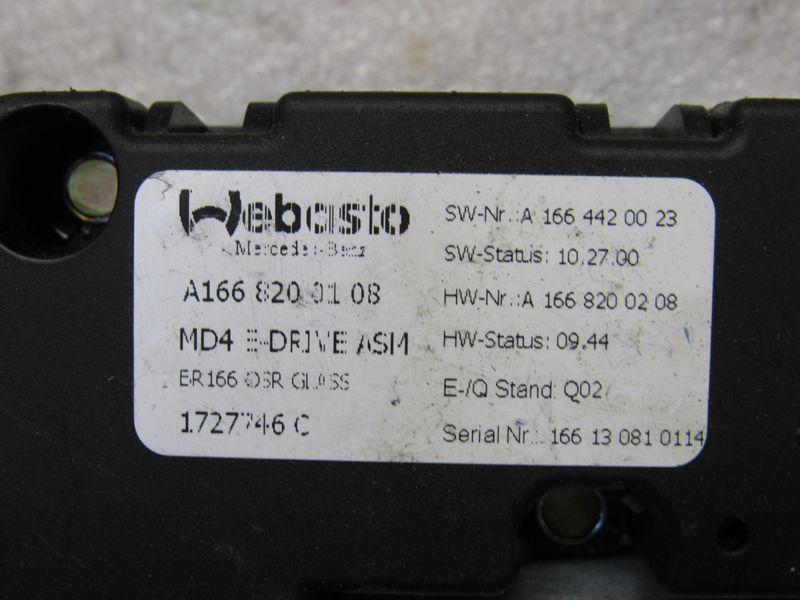 Webasto
Mercedes-Benz
A166 820 01 08
MD4 E-DRIVE ASM
BR166 OSR GLASS
1727746 C
SW-Nr.:A 166 442 00 23
SW-Status: 10.27.00
HW-Nr.:A 166 820 02 08
HW-Status: 09.44
E-/Q Stand: Q02
Serial Nr.: 166 13 081 0114